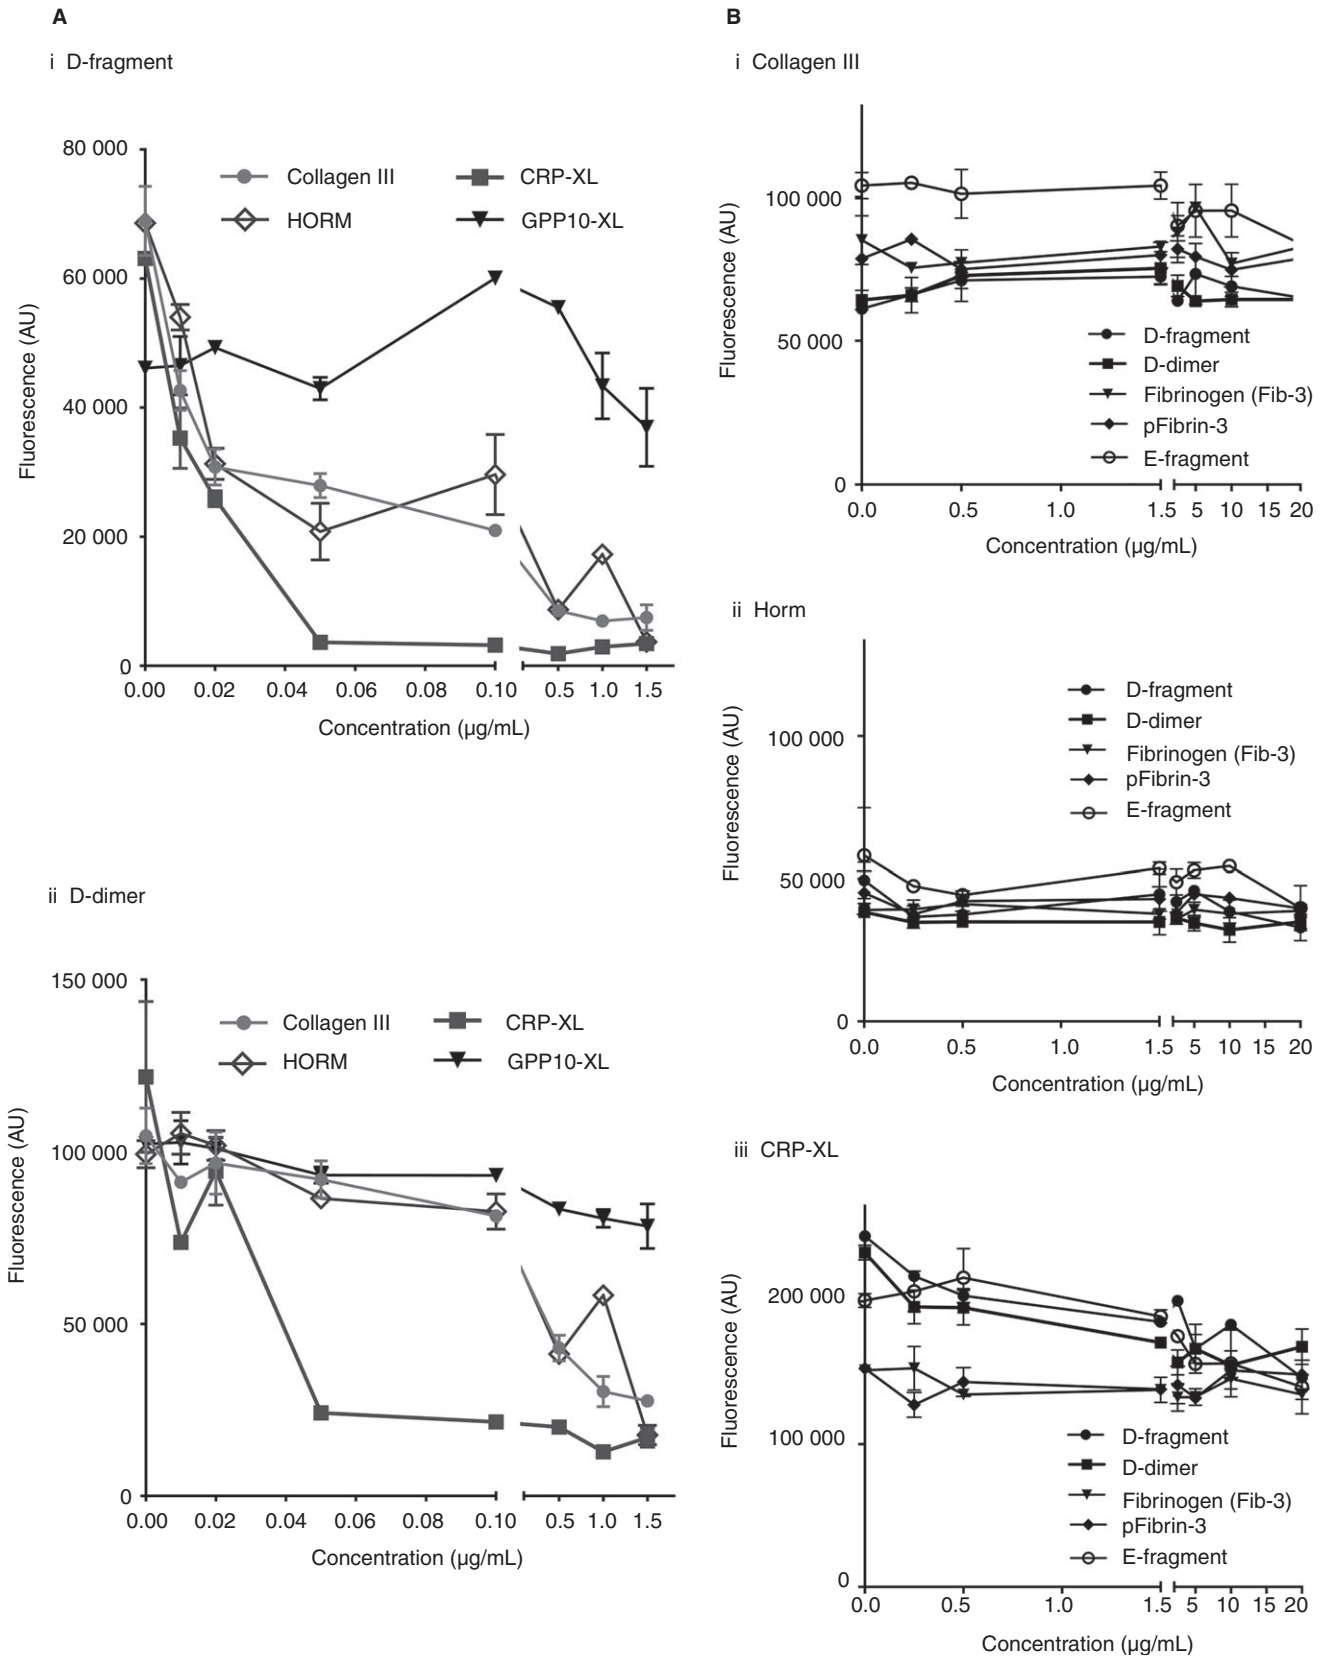 A
i D-fragment
80 000
60 000
40 000
20 000
0
Fluorescence (AU)
Collagen III
HORM
CRP-XL
GPP10-XL
0.00 0.02 0.04 0.06 0.08 0.10 0.5 1.0 1.5
Concentration (µg/mL)
ii D-dimer
150 000
100 000
50 000
0
Fluorescence (AU)
Collagen III
HORM
CRP-XL
GPP10-XL
0.00 0.02 0.04 0.06 0.08 0.10 0.5 1.0 1.5
Concentration (µg/mL)
B
i Collagen III
100 000
50 000
0
Fluorescence (AU)
D-fragment
D-dimer
Fibrinogen (Fib-3)
pFibrin-3
E-fragment
0.0 0.5 1.0 1.5 5 10 15 20
Concentration (µg/mL)
ii Horm
100 000
50 000
0
Fluorescence (AU)
D-fragment
D-dimer
Fibrinogen (Fib-3)
pFibrin-3
E-fragment
0.0 0.5 1.0 1.5 5 10 15 20
Concentration (µg/mL)
iii CRP-XL
200 000
100 000
0
Fluorescence (AU)
D-fragment
D-dimer
Fibrinogen (Fib-3)
pFibrin-3
E-fragment
0.0 0.5 1.0 1.5 5 10 15 20
Concentration (µg/mL)